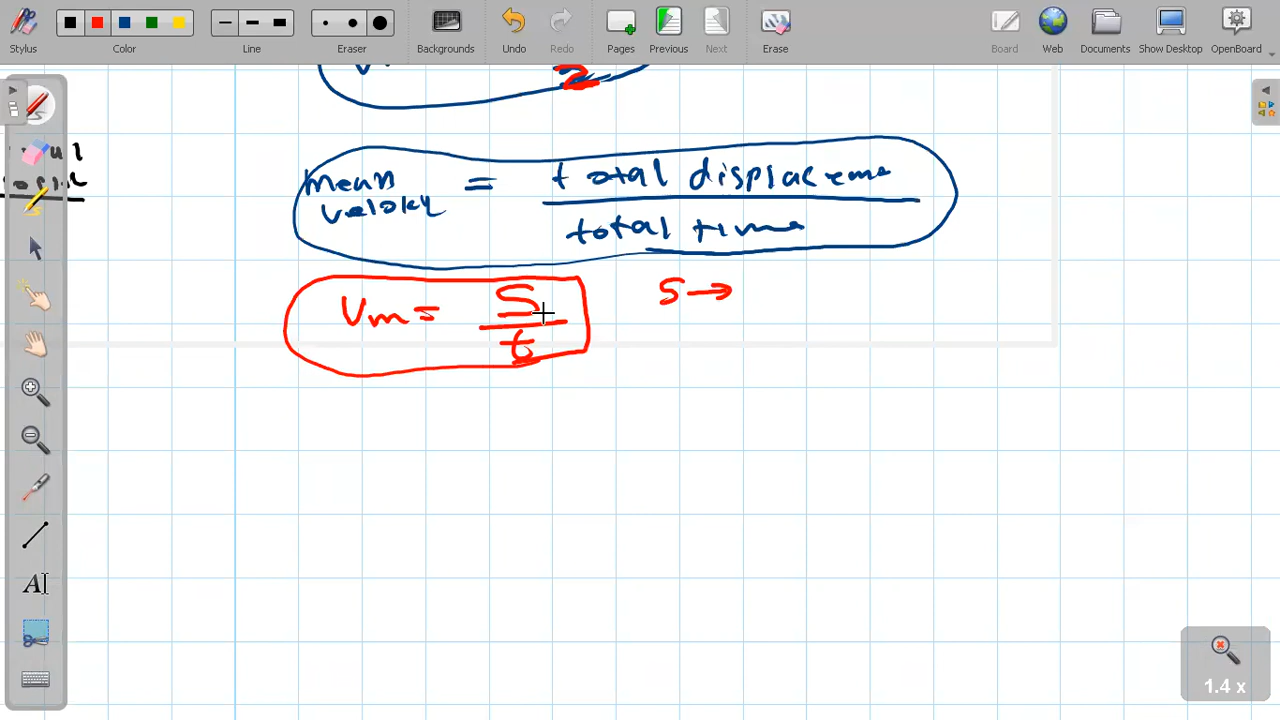 Stylus
Color
Line
Eraser
Backgrounds
Undo
Redo
Pages
Previous
Next
Erase
Board
Web
Documents
Show Desktop
OpenBoard
2
mean velocity = total displaceme / total time
Vm = S / t
S →
1.4 x